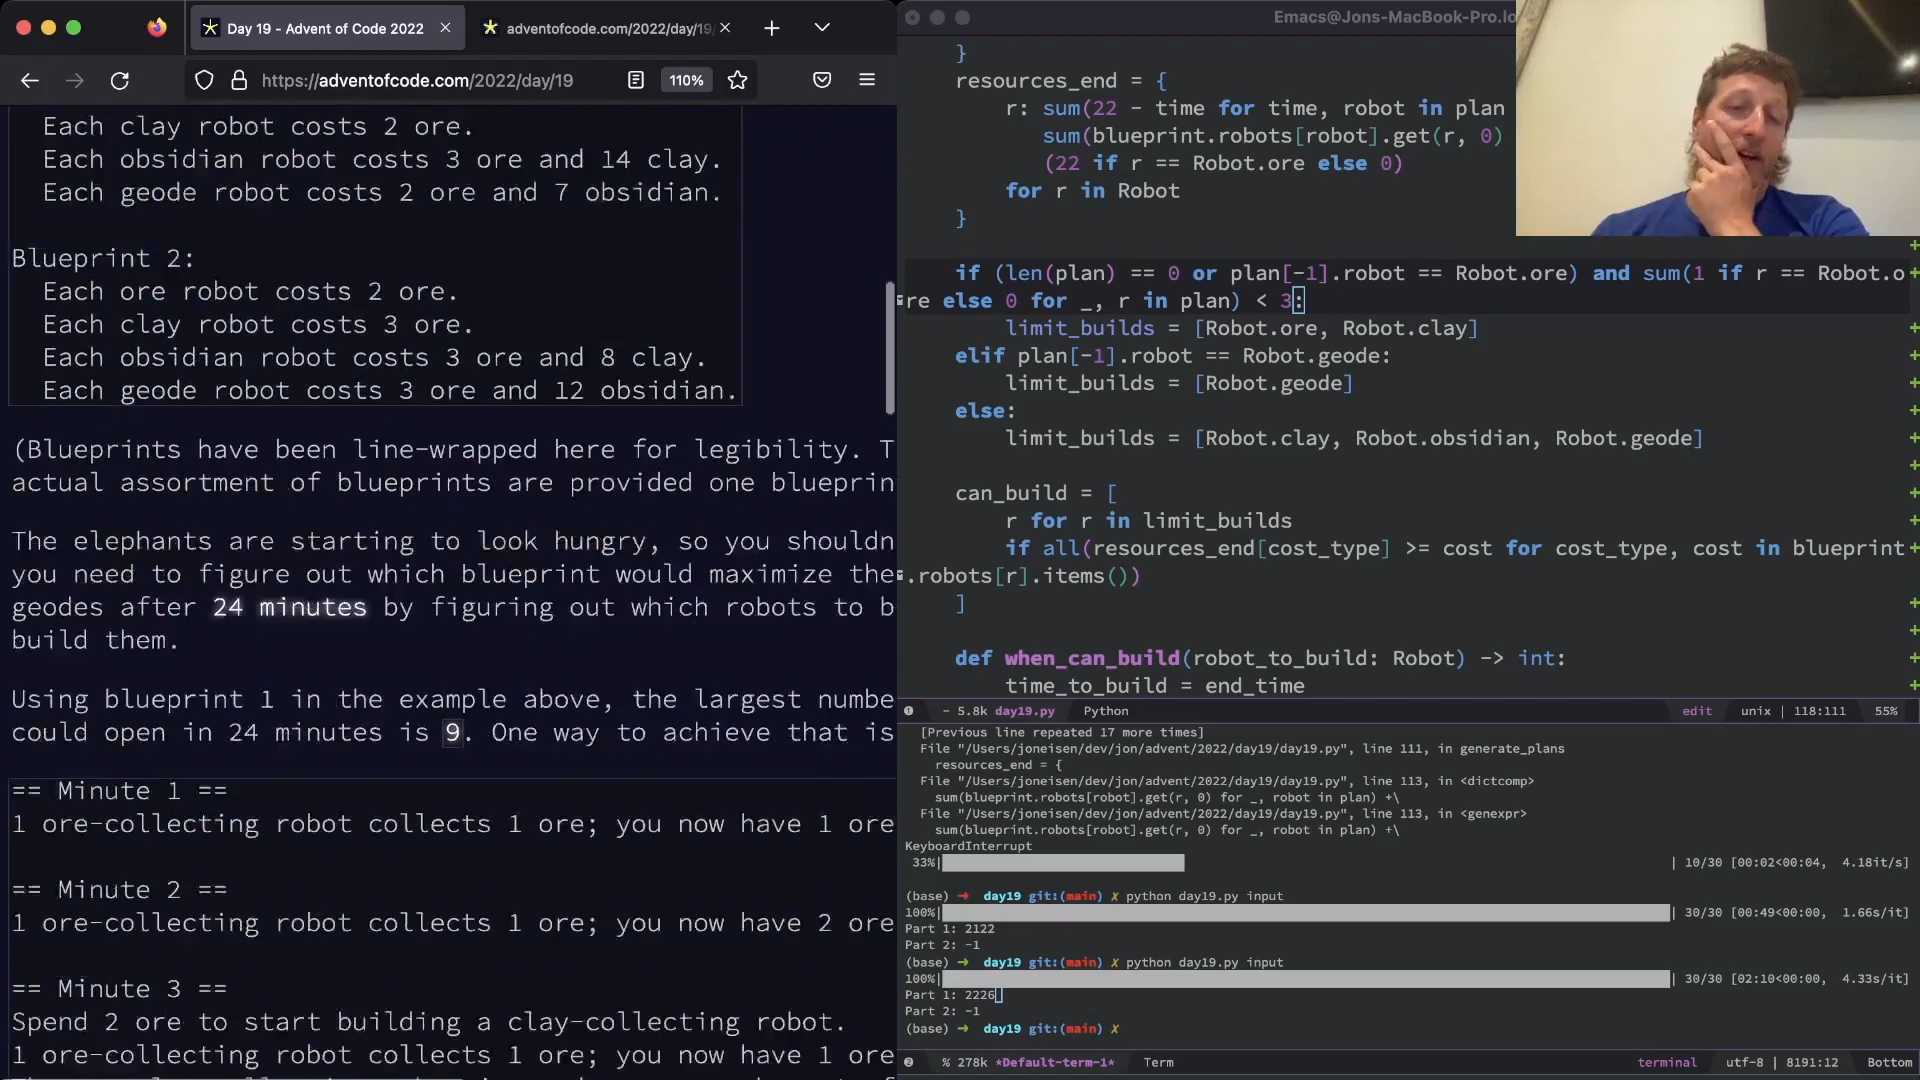 Day 19 - Advent of Code 2022
adventofcode.com/2022/day/19
https://adventofcode.com/2022/day/19
110%
Each clay robot costs 2 ore.
Each obsidian robot costs 3 ore and 14 clay.
Each geode robot costs 2 ore and 7 obsidian.
Blueprint 2:
Each ore robot costs 2 ore.
Each clay robot costs 3 ore.
Each obsidian robot costs 3 ore and 8 clay.
Each geode robot costs 3 ore and 12 obsidian.
(Blueprints have been line-wrapped here for legibility. T
actual assortment of blueprints are provided one blueprin
The elephants are starting to look hungry, so you shouldn
you need to figure out which blueprint would maximize the
geodes after 24 minutes by figuring out which robots to b
build them.
Using blueprint 1 in the example above, the largest numbe
could open in 24 minutes is 9. One way to achieve that is
== Minute 1 ==
1 ore-collecting robot collects 1 ore; you now have 1 ore
== Minute 2 ==
1 ore-collecting robot collects 1 ore; you now have 2 ore
== Minute 3 ==
Spend 2 ore to start building a clay-collecting robot.
1 ore-collecting robot collects 1 ore; you now have 1 ore
Emacs@Jons-MacBook-Pro.lo
}
resources_end = {
r: sum(22 - time for time, robot in plan
sum(blueprint.robots[robot].get(r, 0)
(22 if r == Robot.ore else 0)
for r in Robot
}
if (len(plan) == 0 or plan[-1].robot == Robot.ore) and sum(1 if r == Robot.o
re else 0 for _, r in plan) < 3:
limit_builds = [Robot.ore, Robot.clay]
elif plan[-1].robot == Robot.geode:
limit_builds = [Robot.geode]
else:
limit_builds = [Robot.clay, Robot.obsidian, Robot.geode]
can_build = [
r for r in limit_builds
if all(resources_end[cost_type] >= cost for cost_type, cost in blueprint
.robots[r].items())
]
def when_can_build(robot_to_build: Robot) -> int:
time_to_build = end_time
- 5.8k day19.py Python edit unix | 118:111 55%
[Previous line repeated 17 more times]
File "/Users/joneisen/dev/jon/advent/2022/day19/day19.py", line 111, in generate_plans
resources_end = {
File "/Users/joneisen/dev/jon/advent/2022/day19/day19.py", line 113, in <dictcomp>
sum(blueprint.robots[robot].get(r, 0) for _, robot in plan) +\
File "/Users/joneisen/dev/jon/advent/2022/day19/day19.py", line 113, in <genexpr>
sum(blueprint.robots[robot].get(r, 0) for _, robot in plan) +\
KeyboardInterrupt
33%| | 10/30 [00:02<00:04, 4.18it/s]
(base) → day19 git:(main) ✗ python day19.py input
100%| | 30/30 [00:49<00:00, 1.66s/it]
Part 1: 2122
Part 2: -1
(base) → day19 git:(main) ✗ python day19.py input
100%| | 30/30 [02:10<00:00, 4.33s/it]
Part 1: 2226
Part 2: -1
(base) → day19 git:(main) ✗
% 278k *Default-term-1* Term terminal utf-8 | 8191:12 Bottom